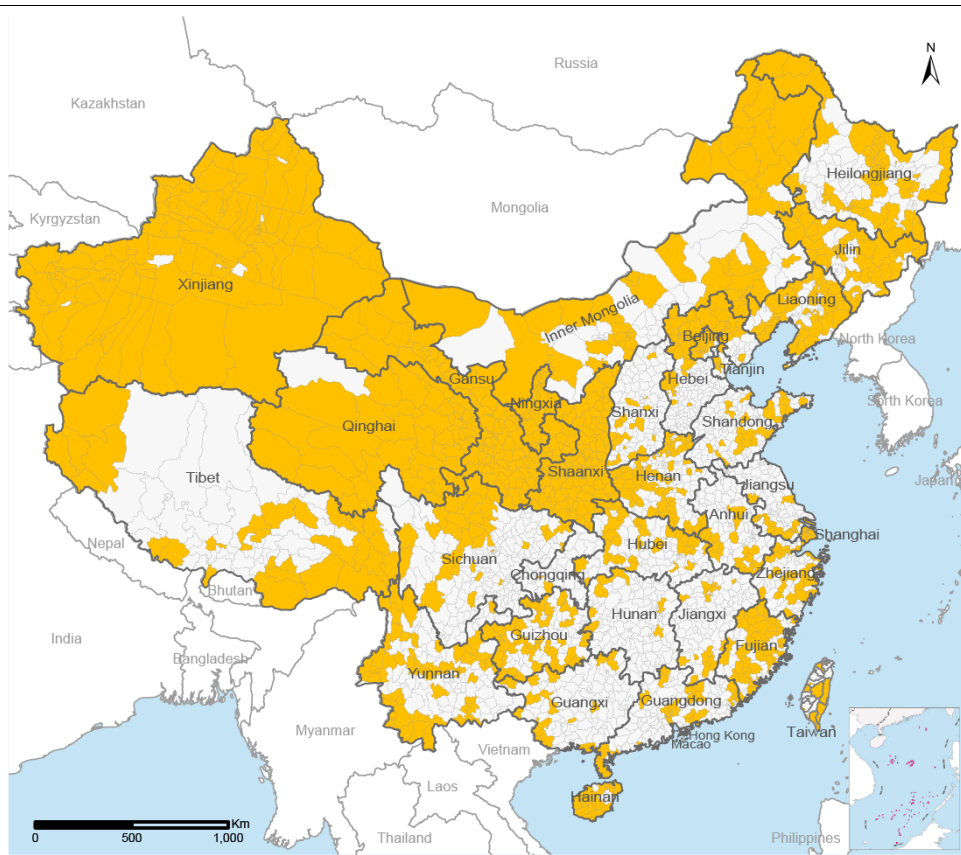 N
Russia
Kazakhstan
Mongolia
Heilongjiang
Kyrgyzstan
Jilin
Xinjiang
Liaoning
Inner Mongolia
Beijing
North Korea
Tianjin
Gansu
Hebei
Ningxia
South Korea
Shanxi
Qinghai
Shandong
Shaanxi
Henan
Tibet
Japan
Jiangsu
Anhui
Shanghai
Nepal
Hubei
Sichuan
Zhejiang
Chongqing
Bhutan
Hunan
Jiangxi
India
Guizhou
Fujian
Bangladesh
Yunnan
Guangxi
Guangdong
Myanmar
Taiwan
Hong Kong
Macao
Vietnam
Laos
Hainan
Km
0 500 1,000
Thailand
Philippines